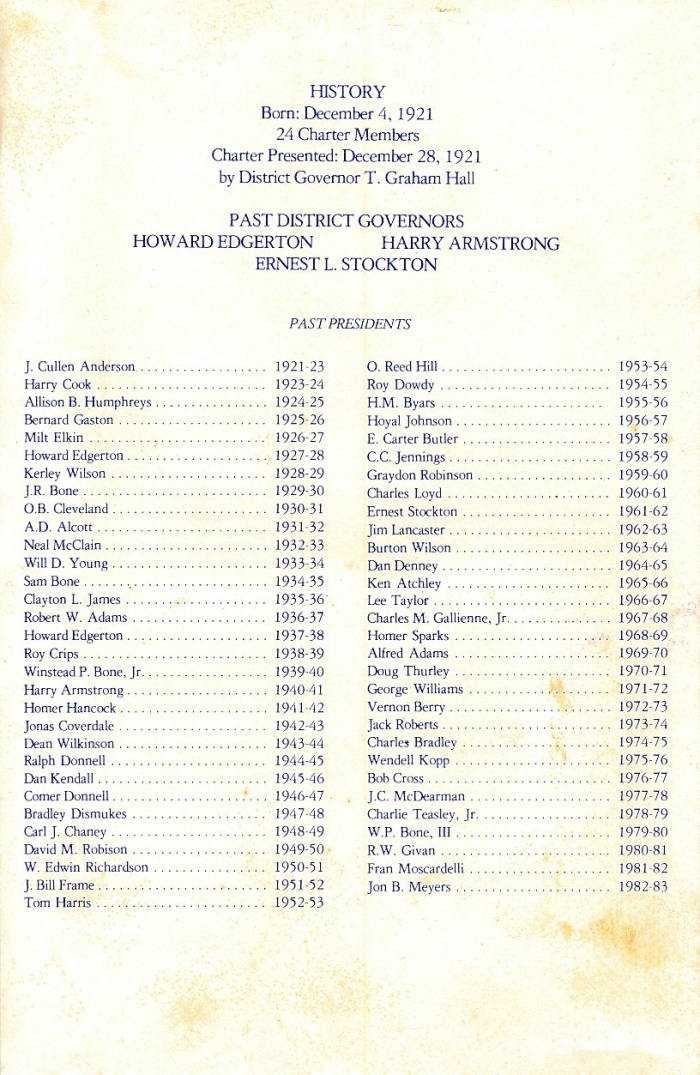 HISTORY
Born: December 4, 1921
24 Charter Members
Charter Presented: December 28, 1921
by District Governor T. Graham Hall
PAST DISTRICT GOVERNORS
HOWARD EDGERTON HARRY ARMSTRONG
ERNEST L. STOCKTON
PAST PRESIDENTS
J. Cullen Anderson . . . . . . . . . . . . . . . . . . 1921-23
Harry Cook . . . . . . . . . . . . . . . . . . . . . . . . 1923-24
Allison B. Humphreys . . . . . . . . . . . . . . . . 1924-25
Bernard Gaston . . . . . . . . . . . . . . . . . . . . . 1925-26
Milt Elkin . . . . . . . . . . . . . . . . . . . . . . . . . 1926-27
Howard Edgerton . . . . . . . . . . . . . . . . . . . . 1927-28
Kerley Wilson . . . . . . . . . . . . . . . . . . . . . . . 1928-29
J.R. Bone . . . . . . . . . . . . . . . . . . . . . . . . . . 1929-30
O.B. Cleveland . . . . . . . . . . . . . . . . . . . . . . 1930-31
A.D. Alcott . . . . . . . . . . . . . . . . . . . . . . . . 1931-32
Neal McClain . . . . . . . . . . . . . . . . . . . . . . . 1932-33
Will D. Young . . . . . . . . . . . . . . . . . . . . . . 1933-34
Sam Bone . . . . . . . . . . . . . . . . . . . . . . . . . . 1934-35
Clayton L. James . . . . . . . . . . . . . . . . . . . . . 1935-36
Robert W. Adams . . . . . . . . . . . . . . . . . . . . 1936-37
Howard Edgerton . . . . . . . . . . . . . . . . . . . . 1937-38
Roy Crips . . . . . . . . . . . . . . . . . . . . . . . . . . 1938-39
Winstead P. Bone, Jr. . . . . . . . . . . . . . . . . . . 1939-40
Harry Armstrong . . . . . . . . . . . . . . . . . . . . 1940-41
Homer Hancock . . . . . . . . . . . . . . . . . . . . . 1941-42
Jonas Coverdale . . . . . . . . . . . . . . . . . . . . . 1942-43
Dean Wilkinson . . . . . . . . . . . . . . . . . . . . . 1943-44
Ralph Donnell . . . . . . . . . . . . . . . . . . . . . . 1944-45
Dan Kendall . . . . . . . . . . . . . . . . . . . . . . . . 1945-46
Comer Donnell . . . . . . . . . . . . . . . . . . . . . . 1946-47
Bradley Dismukes . . . . . . . . . . . . . . . . . . . . 1947-48
Carl J. Chaney . . . . . . . . . . . . . . . . . . . . . . 1948-49
David M. Robison . . . . . . . . . . . . . . . . . . . . 1949-50
W. Edwin Richardson . . . . . . . . . . . . . . . . . 1950-51
J. Bill Frame . . . . . . . . . . . . . . . . . . . . . . . . 1951-52
Tom Harris . . . . . . . . . . . . . . . . . . . . . . . . 1952-53
O. Reed Hill . . . . . . . . . . . . . . . . . . . . . . . . 1953-54
Roy Dowdy . . . . . . . . . . . . . . . . . . . . . . . . 1954-55
H.M. Byars . . . . . . . . . . . . . . . . . . . . . . . . 1955-56
Hoyal Johnson . . . . . . . . . . . . . . . . . . . . . . 1956-57
E. Carter Butler . . . . . . . . . . . . . . . . . . . . . 1957-58
C.C. Jennings . . . . . . . . . . . . . . . . . . . . . . . 1958-59
Graydon Robinson . . . . . . . . . . . . . . . . . . . 1959-60
Charles Loyd . . . . . . . . . . . . . . . . . . . . . . . 1960-61
Ernest Stockton . . . . . . . . . . . . . . . . . . . . . 1961-62
Jim Lancaster . . . . . . . . . . . . . . . . . . . . . . . 1962-63
Burton Wilson . . . . . . . . . . . . . . . . . . . . . . 1963-64
Dan Denney . . . . . . . . . . . . . . . . . . . . . . . . 1964-65
Ken Atchley . . . . . . . . . . . . . . . . . . . . . . . . 1965-66
Lee Taylor . . . . . . . . . . . . . . . . . . . . . . . . . 1966-67
Charles M. Gallienne, Jr. . . . . . . . . . . . . . . . 1967-68
Homer Sparks . . . . . . . . . . . . . . . . . . . . . . 1968-69
Alfred Adams . . . . . . . . . . . . . . . . . . . . . . . 1969-70
Doug Thurley . . . . . . . . . . . . . . . . . . . . . . . 1970-71
George Williams . . . . . . . . . . . . . . . . . . . . . 1971-72
Vernon Berry . . . . . . . . . . . . . . . . . . . . . . . 1972-73
Jack Roberts . . . . . . . . . . . . . . . . . . . . . . . . 1973-74
Charles Bradley . . . . . . . . . . . . . . . . . . . . . 1974-75
Wendell Kopp . . . . . . . . . . . . . . . . . . . . . . 1975-76
Bob Cross . . . . . . . . . . . . . . . . . . . . . . . . . . 1976-77
J.C. McDearman . . . . . . . . . . . . . . . . . . . . . 1977-78
Charlie Teasley, Jr. . . . . . . . . . . . . . . . . . . . 1978-79
W.P. Bone, III . . . . . . . . . . . . . . . . . . . . . . 1979-80
R.W. Givan . . . . . . . . . . . . . . . . . . . . . . . . 1980-81
Fran Moscardelli . . . . . . . . . . . . . . . . . . . . . 1981-82
Jon B. Meyers . . . . . . . . . . . . . . . . . . . . . . 1982-83